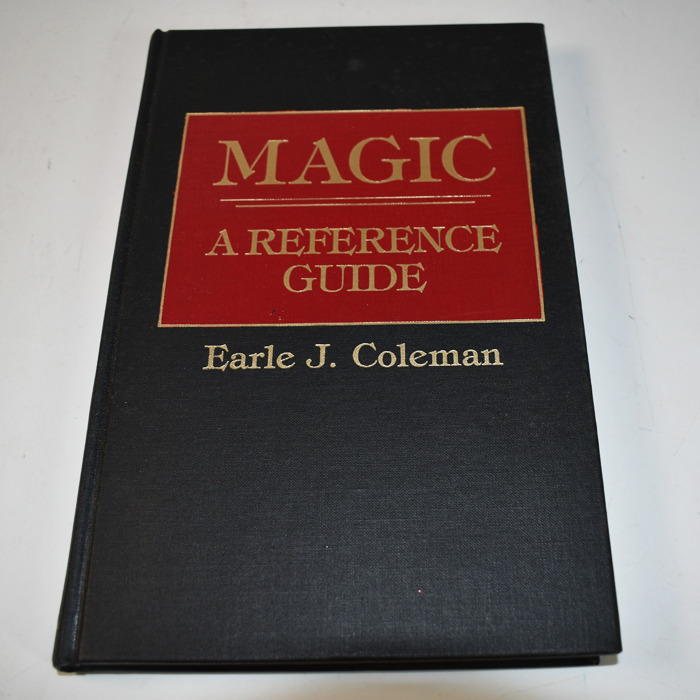 MAGIC
A REFERENCE
GUIDE
Earle J. Coleman